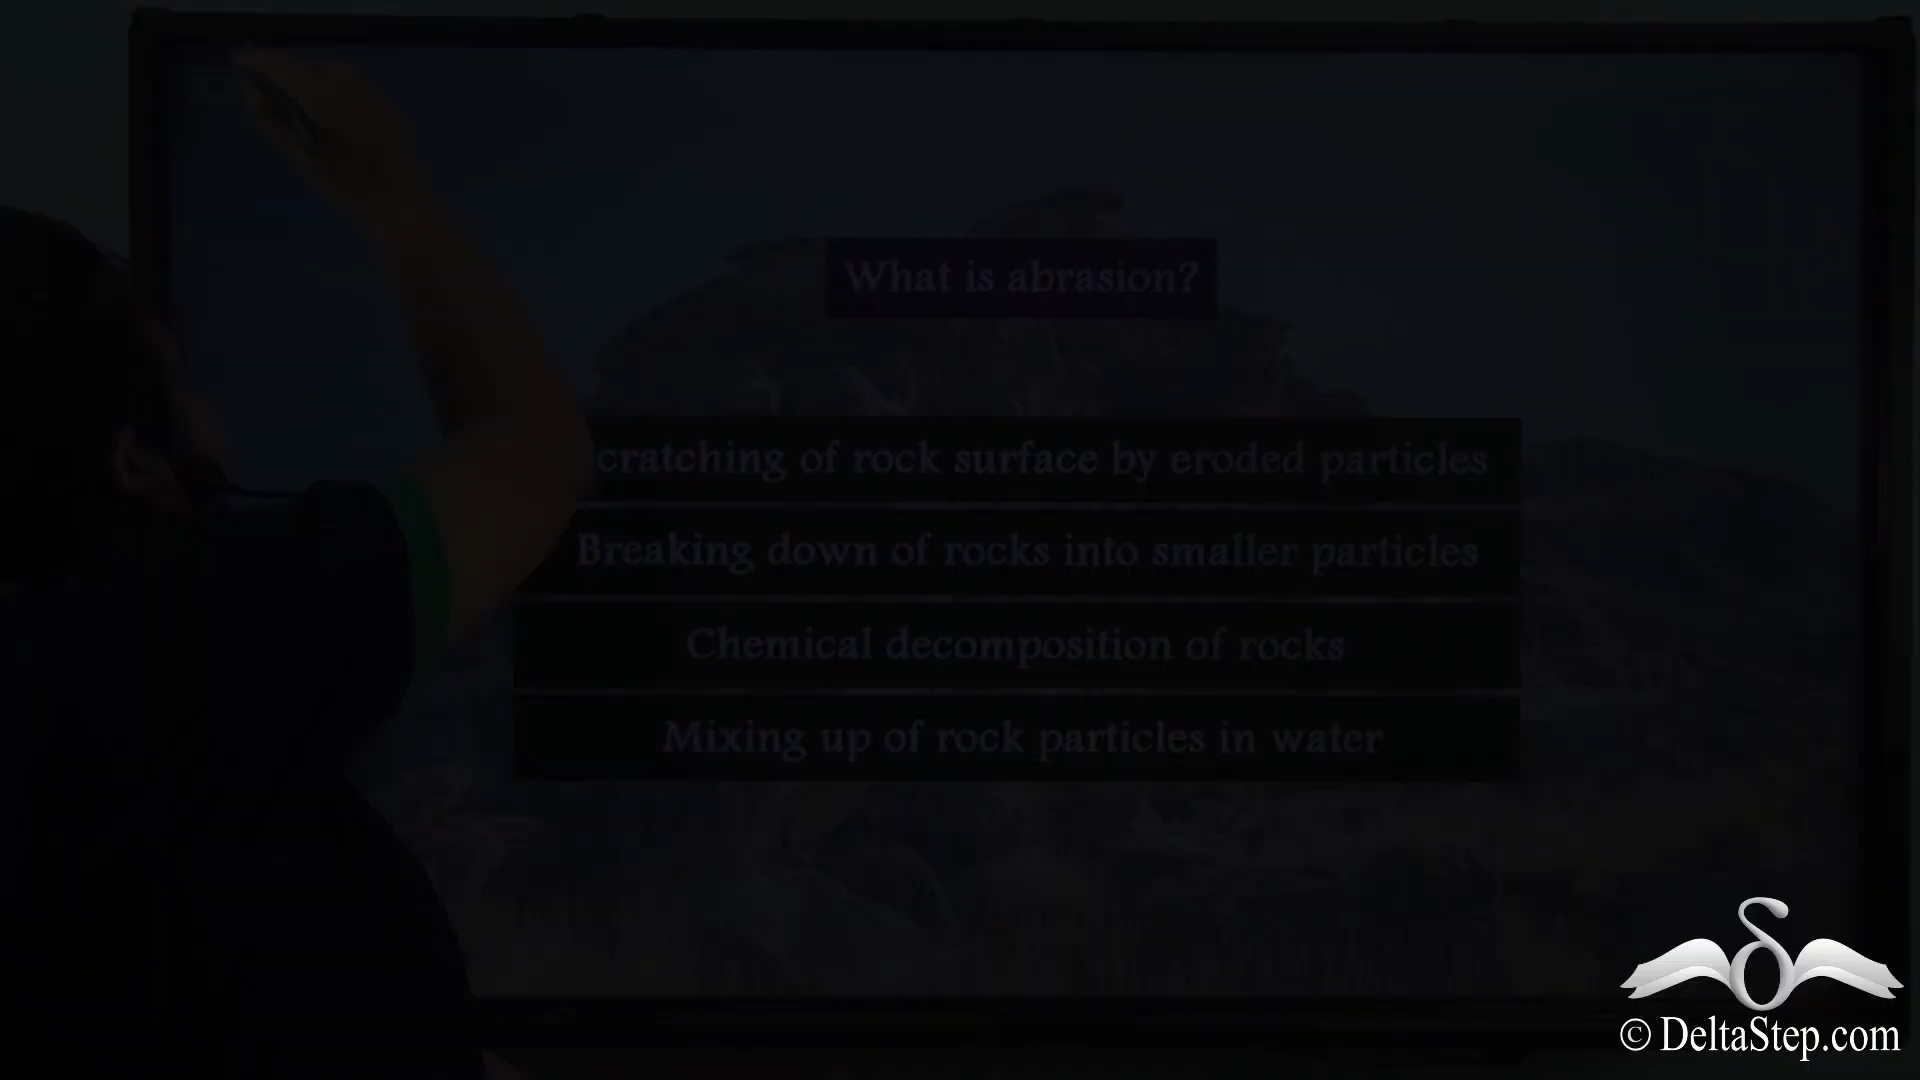 What is abrasion?
cratching of rock surface by eroded particles
Breaking down of rocks into smaller particles
Chemical decomposition of rocks
Mixing up of rock particles in water
© DeltaStep.com